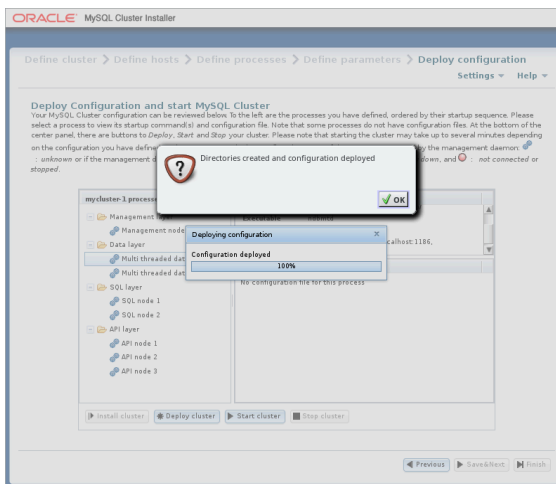 ORACLE® MySQL Cluster Installer
Define cluster > Define hosts > Define processes > Define parameters > Deploy configuration
Settings Help
Deploy Configuration and start MySQL Cluster
Your MySQL Cluster configuration can be reviewed below. To the left are the processes you have defined, ordered by their startup sequence. Please
select a process to view its startup command(s) and configuration file. Note that some processes do not have configuration files. At the bottom of the
center panel, there are buttons to Deploy, Start and Stop your cluster. Please note that starting the cluster may take up to several minutes depending
on the configuration you have define by the management daemon:
: unknown or if the management d down, and : not connected or
stopped.
Directories created and configuration deployed
OK
mycluster-1 process
Management layer
Management node
Data layer
Multi threaded dat
Multi threaded dat
SQL layer
SQL node 1
SQL node 2
API layer
API node 1
API node 2
API node 3
Executable
calhost:1186,
Deploying configuration
Configuration deployed
100%
No configuration file for this process
Install cluster Deploy cluster Start cluster Stop cluster
Previous Save&Next Finish